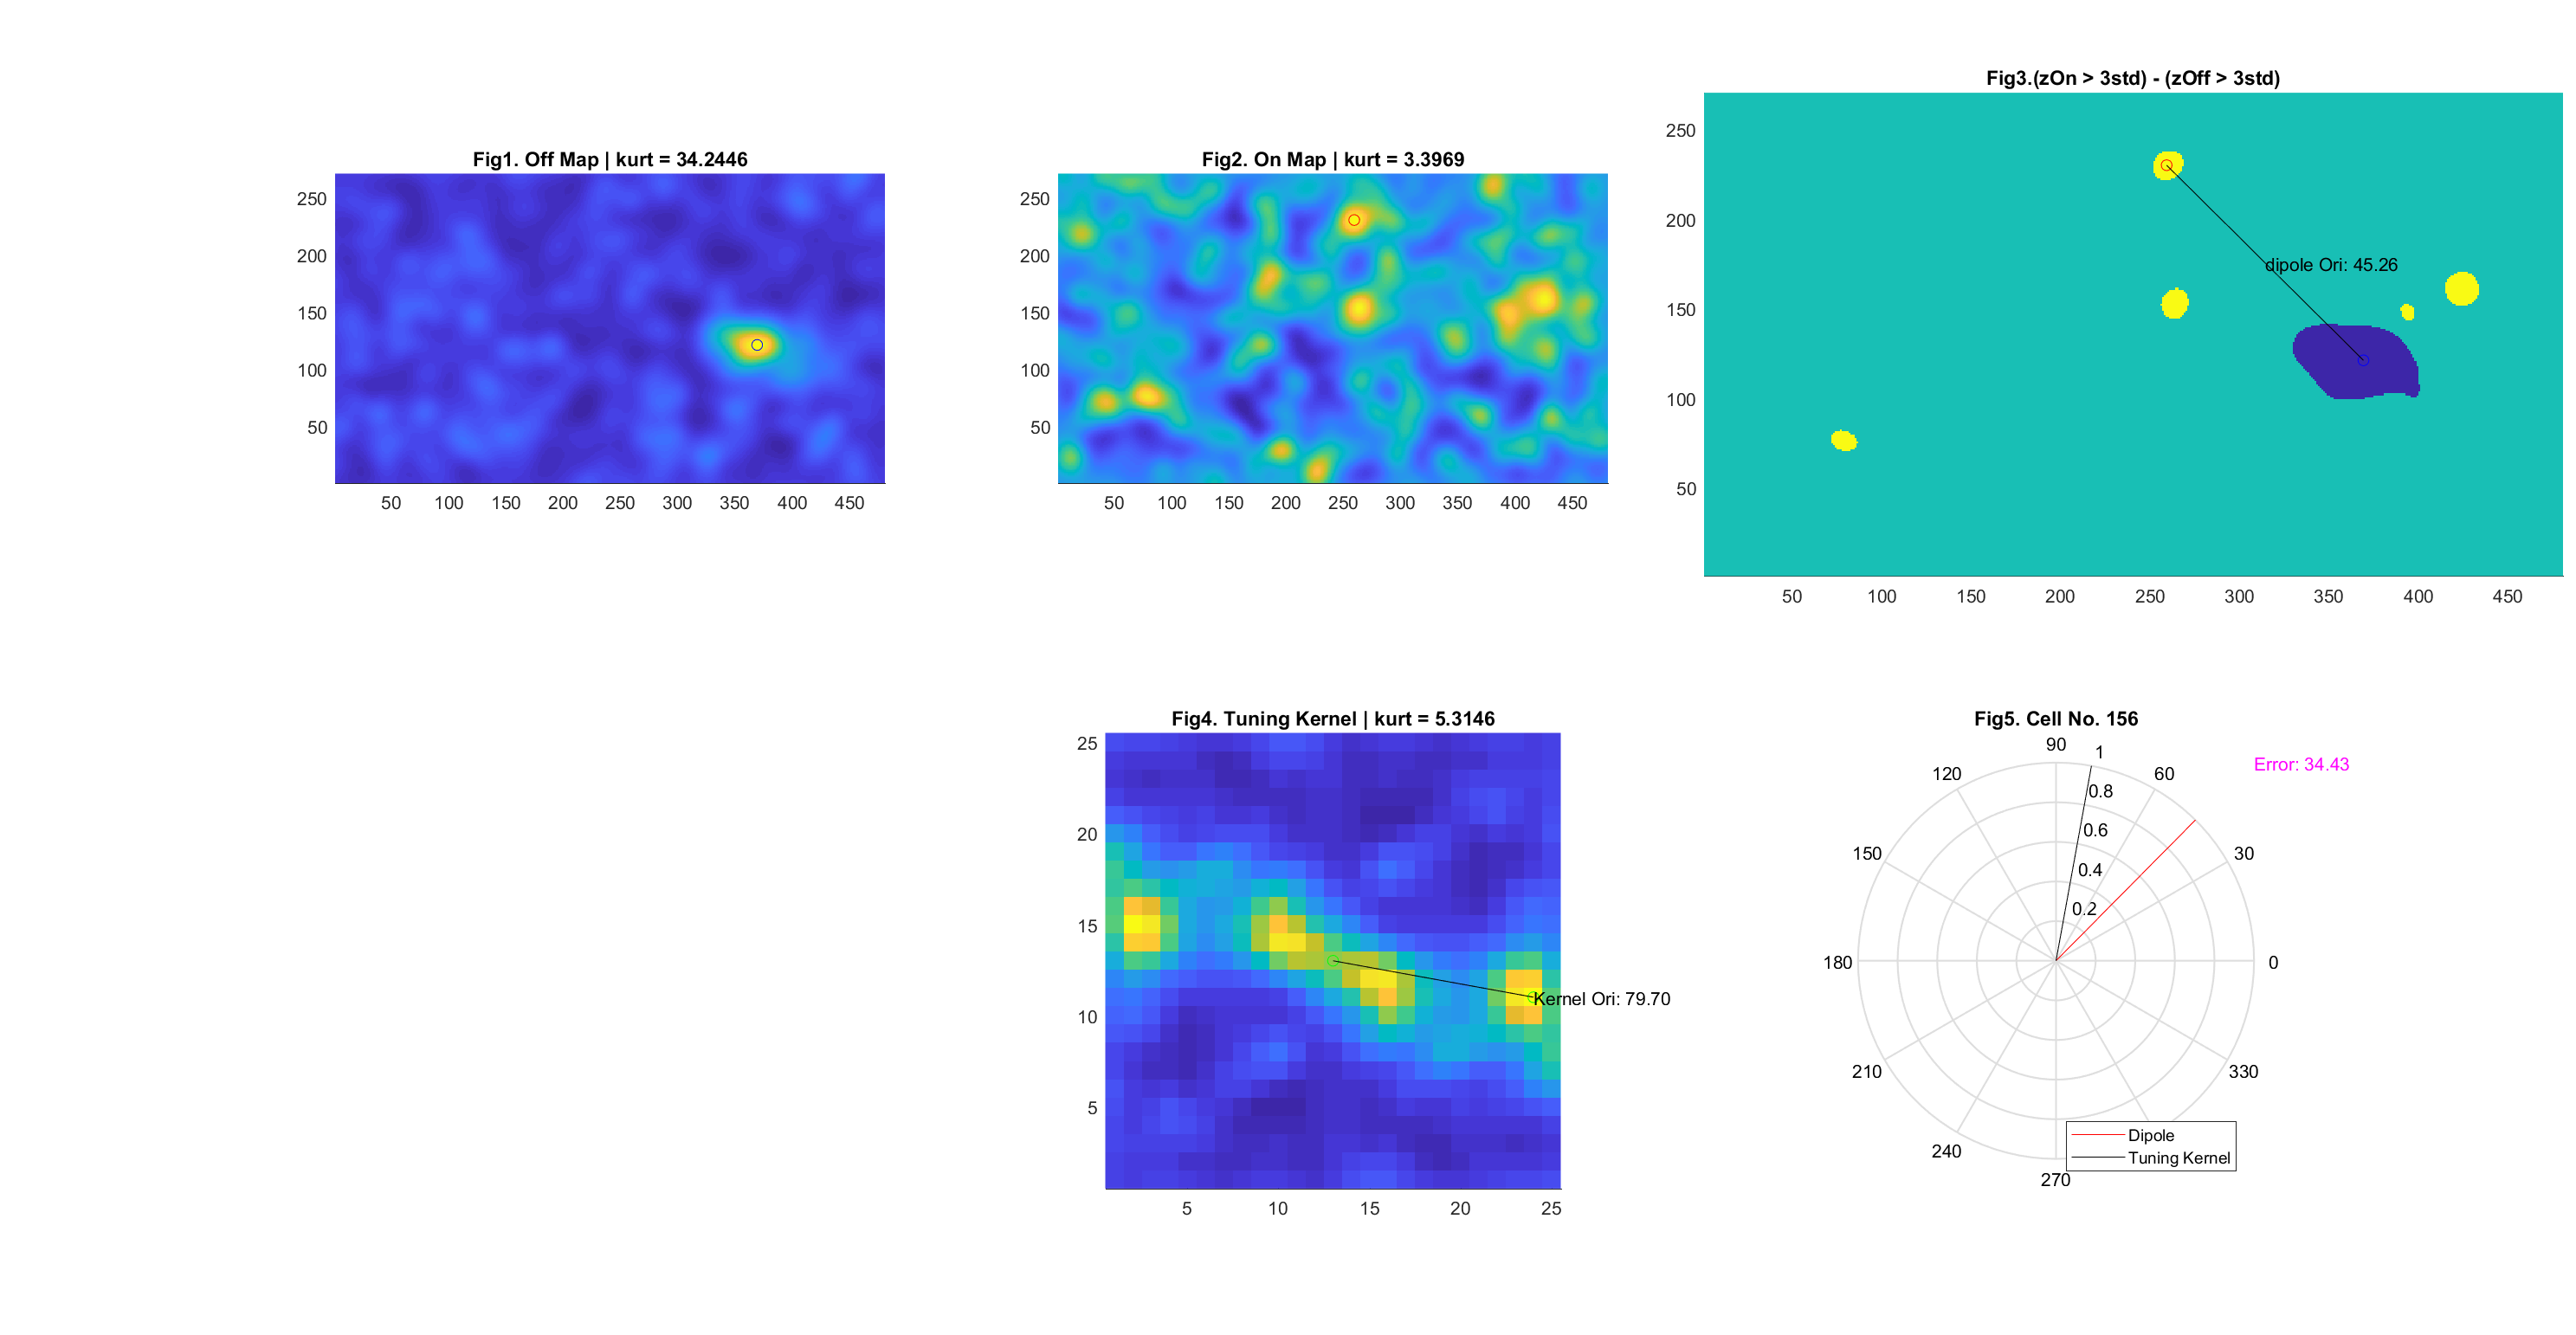 Fig1. Off Map | kurt = 34.2446
250
200
150
100
50
50 100 150 200 250 300 350 400 450
Fig2. On Map | kurt = 3.3969
250
200
150
100
50
50 100 150 200 250 300 350 400 450
Fig3.(zOn > 3std) - (zOff > 3std)
250
200
150
100
50
dipole Ori: 45.26
50 100 150 200 250 300 350 400 450
Fig4. Tuning Kernel | kurt = 5.3146
25
20
15
10
5
Kernel Ori: 79.70
5 10 15 20 25
Fig5. Cell No. 156
Error: 34.43
90
1
120
60
0.8
0.6
150
30
0.4
0.2
180
0
210
330
240
270
Dipole
Tuning Kernel